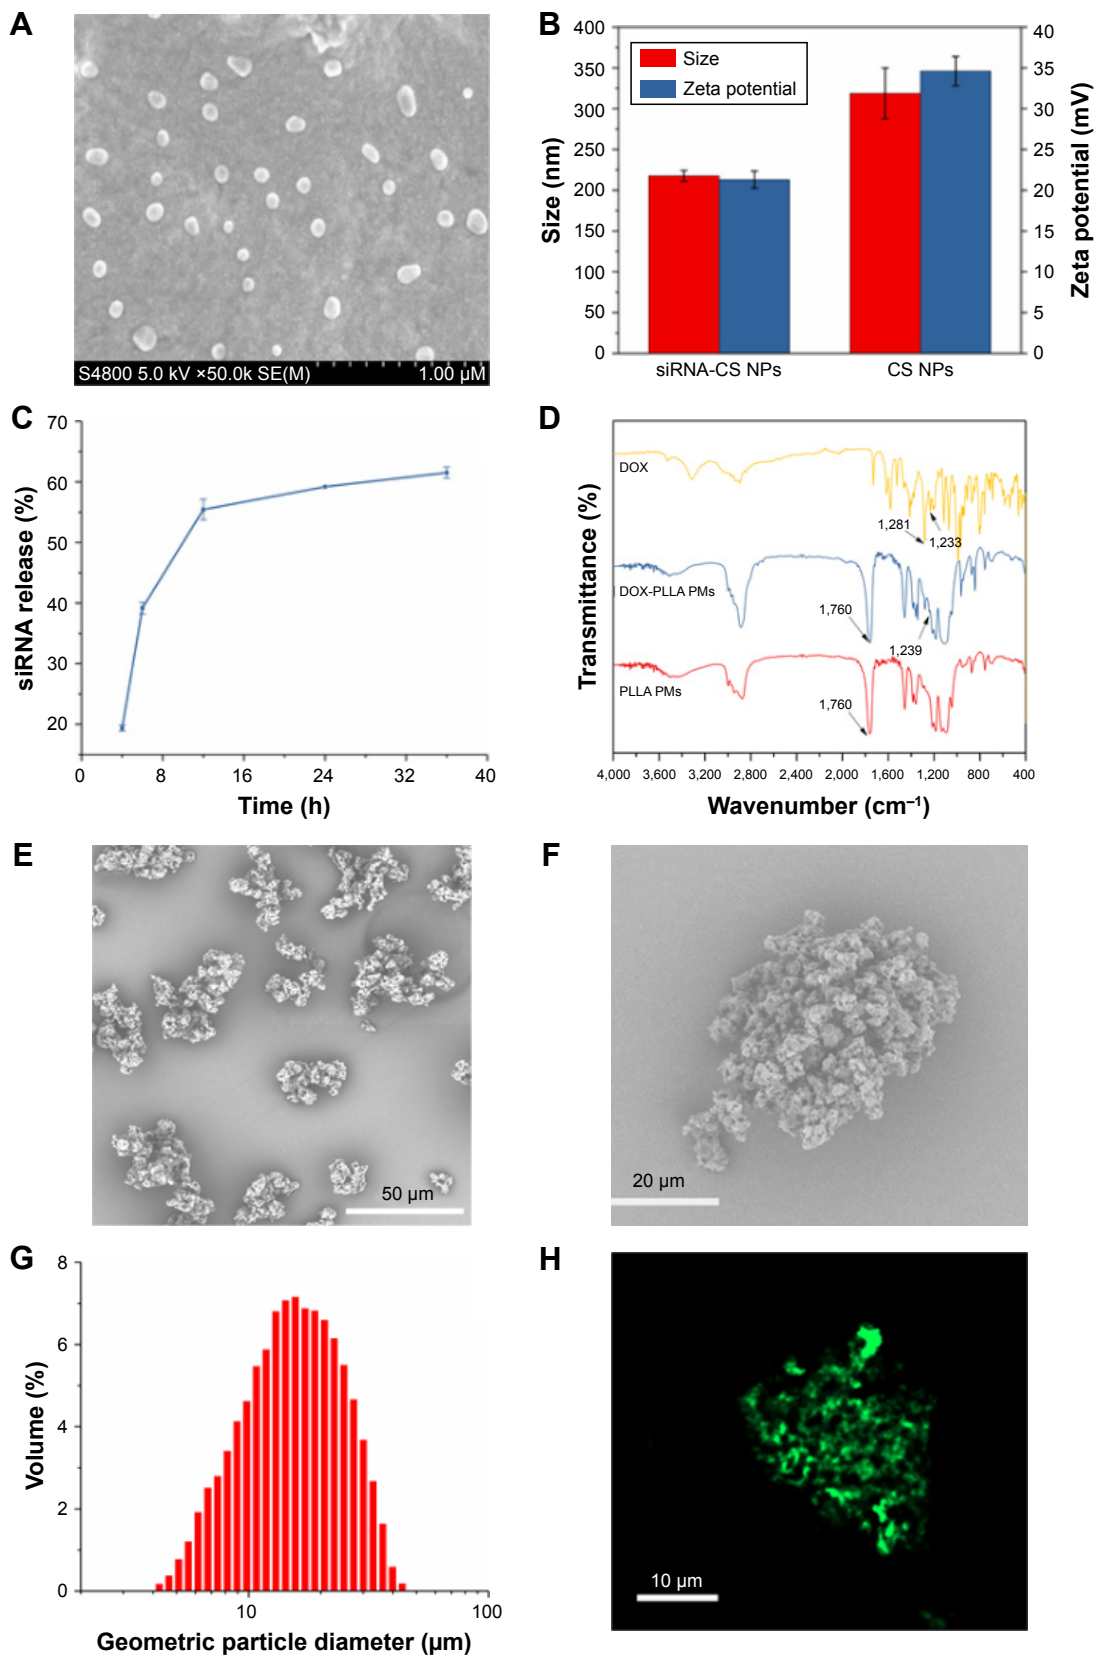 A
S4800 5.0 kV ×50.0k SE(M)
1.00 µM
B
Size
Zeta potential
Size (nm)
400
350
300
250
200
150
100
50
0
Zeta potential (mV)
40
35
30
25
20
15
10
5
0
siRNA-CS NPs
CS NPs
C
siRNA release (%)
70
60
50
40
30
20
0
8
16
24
32
40
Time (h)
D
Transmittance (%)
DOX
1,281
1,233
DOX-PLLA PMs
1,760
1,239
PLLA PMs
1,760
4,000
3,600
3,200
2,800
2,400
2,000
1,600
1,200
800
400
Wavenumber (cm⁻¹)
E
50 µm
F
20 µm
G
Volume (%)
8
6
4
2
0
10
100
Geometric particle diameter (µm)
H
10 µm